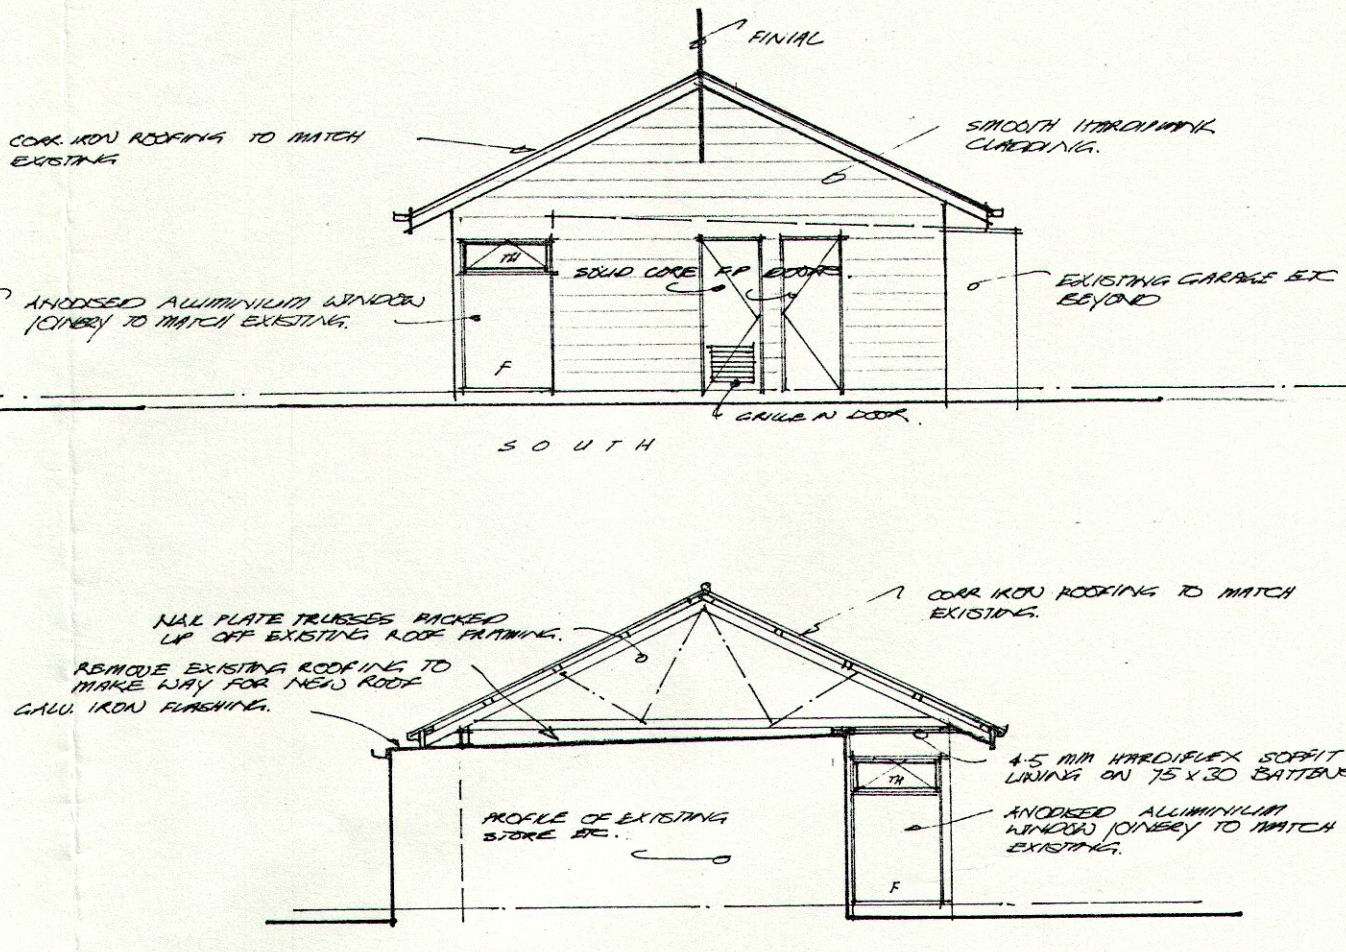 FINIAL
CORR. IRON ROOFING TO MATCH
EXISTING
SMOOTH HARDIPLANK
CLADDING.
TH
SOLID CORE F.P DOORS.
EXISTING GARAGE ETC
BEYOND
ANODISED ALUMINIUM WINDOW
JOINERY TO MATCH EXISTING.
F
GRILLE IN DOOR.
SOUTH
CORR IRON ROOFING TO MATCH
EXISTING.
NAIL PLATE TRUSSES PACKED
UP OFF EXISTING ROOF FRAMING.
REMOVE EXISTING ROOFING TO
MAKE WAY FOR NEW ROOF
GALV. IRON FLASHING.
4.5 MM HARDIFLEX SOFFIT
LINING ON 75 X 30 BATTENS
TH
ANODISED ALUMINIUM
WINDOW JOINERY TO MATCH
EXISTING.
PROFILE OF EXISTING
STORE ETC.
F